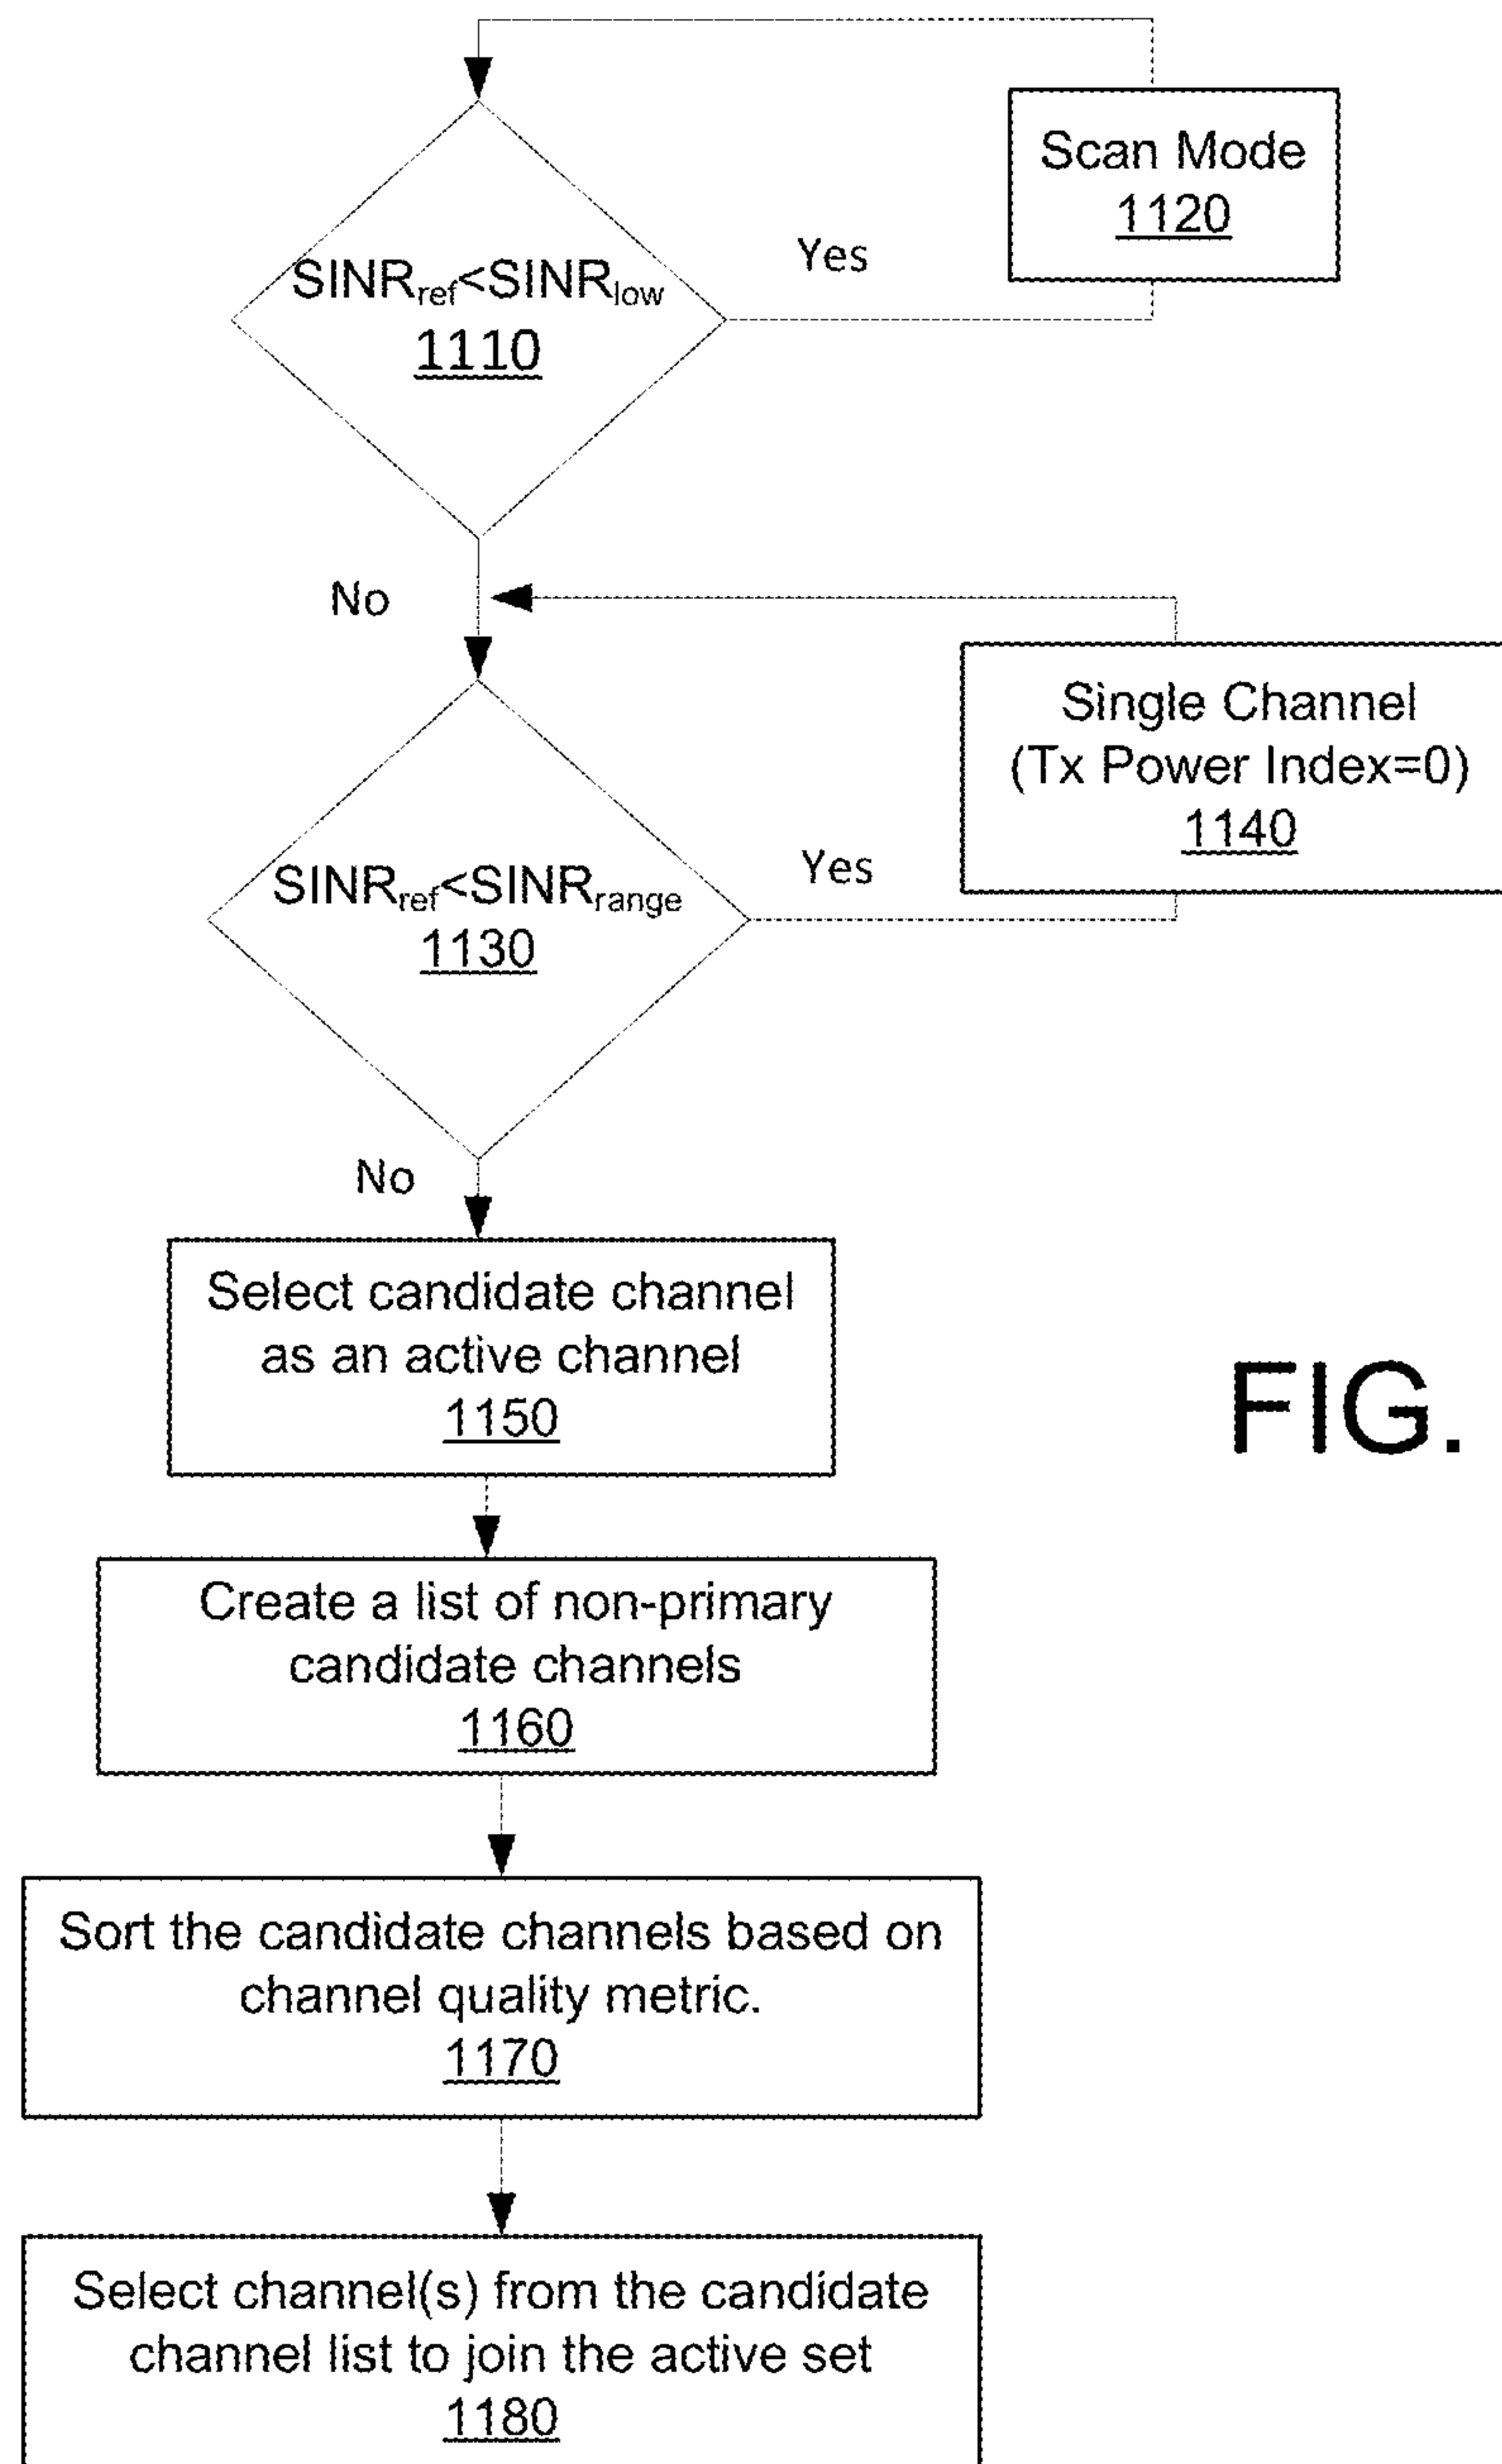 Scan Mode
1120
Yes
SINRref<SINRlow
1110
No
Single Channel
(Tx Power Index=0)
1140
Yes
SINRref<SINRrange
1130
No
Select candidate channel
as an active channel
1150
FIG.
Create a list of non-primary
candidate channels
1160
Sort the candidate channels based on
channel quality metric.
1170
Select channel(s) from the candidate
channel list to join the active set
1180